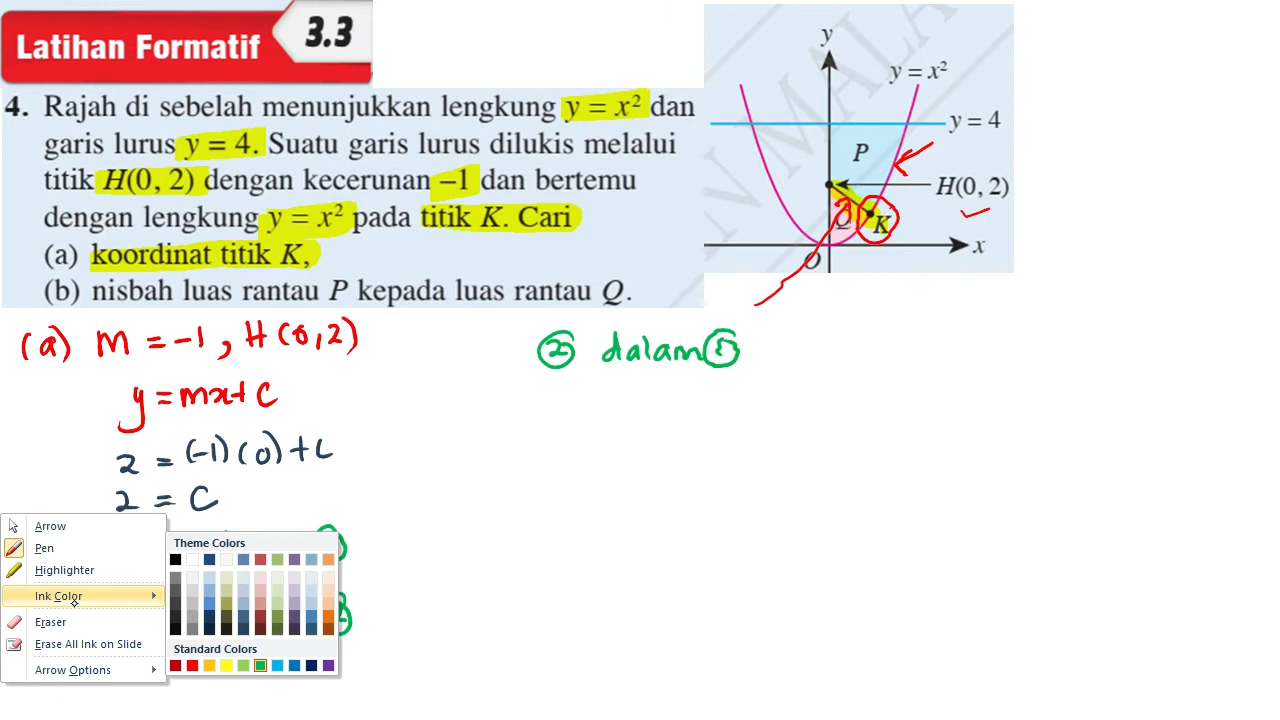 Latihan Formatif 3.3
4. Rajah di sebelah menunjukkan lengkung y = x² dan
garis lurus y = 4. Suatu garis lurus dilukis melalui
titik H(0, 2) dengan kecerunan –1 dan bertemu
dengan lengkung y = x² pada titik K. Cari
(a) koordinat titik K,
(b) nisbah luas rantau P kepada luas rantau Q.
y
y = x²
y = 4
P
H(0, 2)
Q
K
x
O
(a) m = -1, H(0,2)
y = mx + c
2 = (-1)(0) + c
2 = c
② dalam ①
Arrow
Pen
Highlighter
Ink Color
Eraser
Erase All Ink on Slide
Arrow Options
Theme Colors
Standard Colors